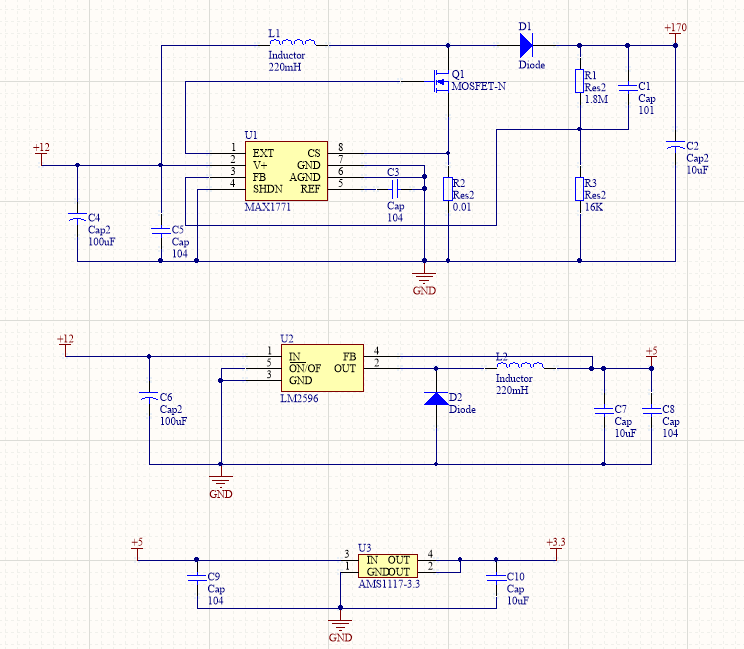 D1
+170
L1
Inductor
220mH
Diode
Q1
MOSFET-N
R1
Res2
1.8M
C1
Cap
101
U1
+12
1
EXT
CS
8
2
V+
GND
7
3
FB
AGND
6
4
SHDN
REF
5
MAX1771
C2
Cap2
10uF
C3
Cap
104
R2
Res2
0.01
R3
Res2
16K
C4
Cap2
100uF
C5
Cap
104
GND
+12
U2
1
IN
FB
4
5
ON/OF
OUT
2
3
GND
LM2596
L2
Inductor
220mH
+5
C6
Cap2
100uF
D2
Diode
C7
Cap
10uF
C8
Cap
104
GND
+5
U3
+3.3
3
IN
OUT
4
1
GND
OUT
2
AMS1117-3.3
C9
Cap
104
C10
Cap
10uF
GND